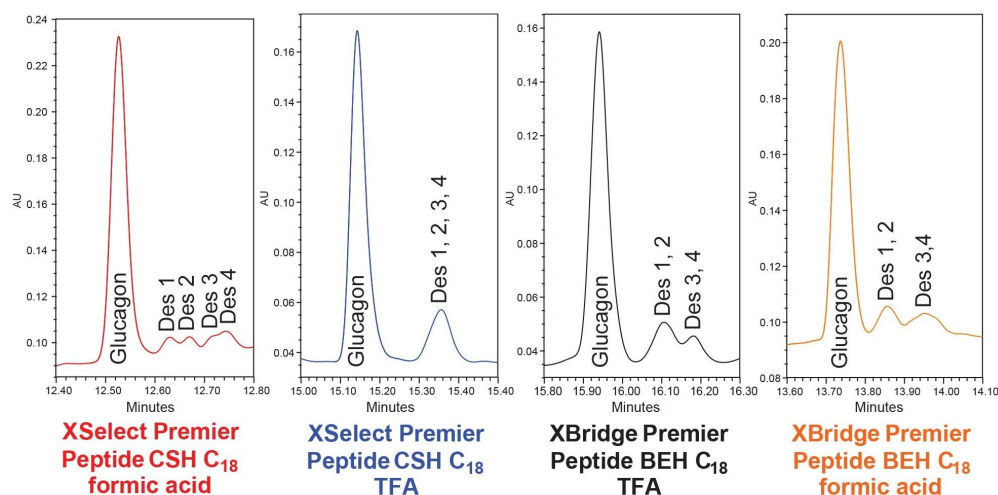 0.24
0.22
0.20
0.18
0.16
0.14
0.12
0.10
AU
Glucagon
Des 1
Des 2
Des 3
Des 4
12.40
12.60
12.70
12.80
Minutes
XSelect Premier
Peptide CSH C18
formic acid
0.16
0.14
0.12
0.10
0.08
0.06
0.04
AU
Glucagon
Des 1, 2, 3, 4
15.00
15.10
15.20
15.30
15.40
Minutes
XSelect Premier
Peptide CSH C18
TFA
0.16
0.14
0.12
0.10
0.08
0.06
0.04
AU
Glucagon
Des 1, 2
Des 3, 4
15.80
15.90
16.00
16.10
16.20
16.30
Minutes
XBridge Premier
Peptide BEH C18
TFA
0.20
0.18
0.16
0.14
0.12
0.10
0.08
AU
Glucagon
Des 1, 2
Des 3,4
13.60
13.70
13.80
13.90
14.00
14.10
Minutes
XBridge Premier
Peptide BEH C18
formic acid